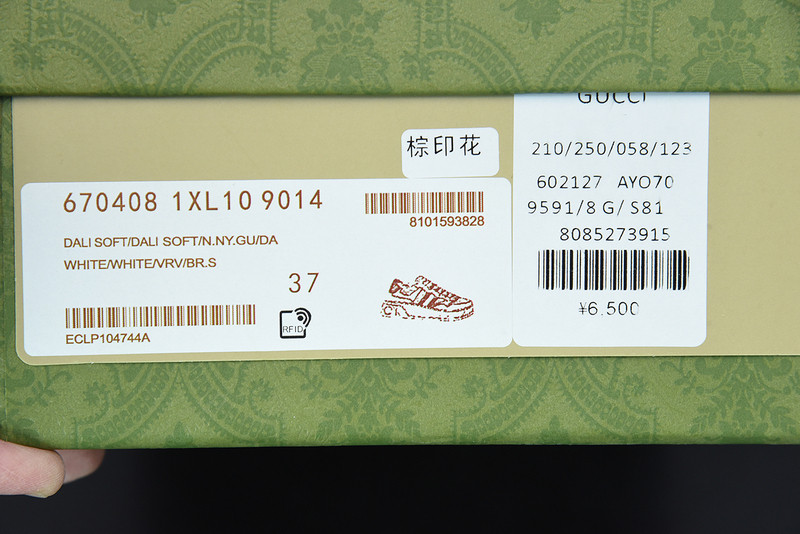 棕印花
670408 1XL10 9014
8101593828
DALI SOFT/DALI SOFT/N.NY.GU/DA
WHITE/WHITE/VRV/BR.S
37
RFID
ECLP104744A
GUCCI
210/250/058/123
602127 AYO70
9591/8 G/ S81
8085273915
¥6,500